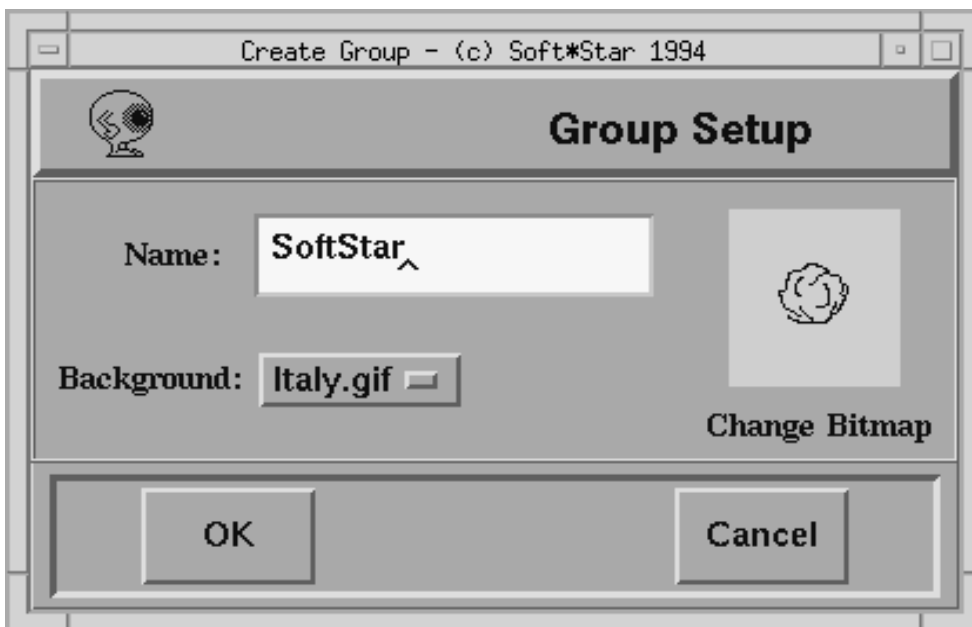 Create Group - (c) Soft*Star 1994
Group Setup
Name: SoftStar
Background: Italy.gif
Change Bitmap
OK Cancel